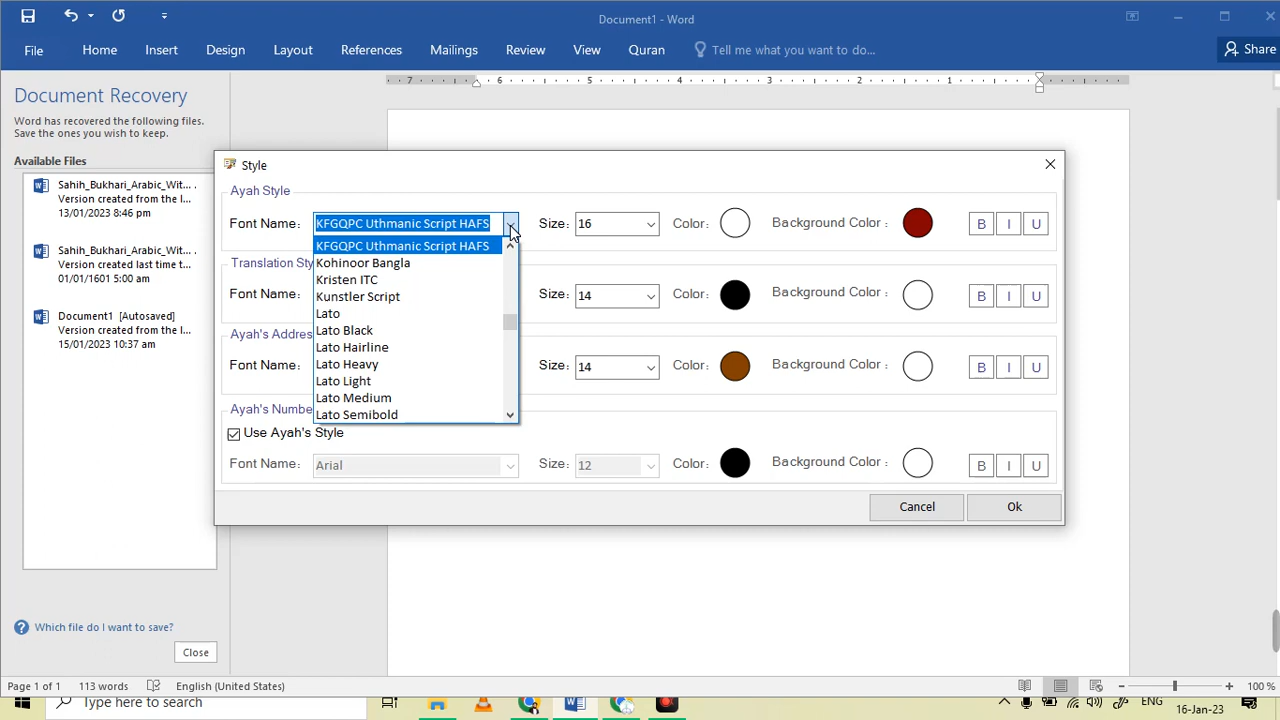 Document1 - Word
File Home Insert Design Layout References Mailings Review View Quran Tell me what you want to do... Share
7 6 5 4 3 2 1
Document Recovery
Word has recovered the following files.
Save the ones you wish to keep.
Available Files
Sahih_Bukhari_Arabic_Wit...
Version created from the l...
13/01/2023 8:46 pm
Sahih_Bukhari_Arabic_Wit...
Version created last time t...
01/01/1601 5:00 am
Document1 [Autosaved]
Version created from the l...
15/01/2023 10:37 am
Which file do I want to save?
Close
Style
Ayah Style
Font Name: KFGQPC Uthmanic Script HAFS Size: 16 Color: Background Color : B I U
KFGQPC Uthmanic Script HAFS
Kohinoor Bangla
Kristen ITC
Kunstler Script
Lato
Lato Black
Lato Hairline
Lato Heavy
Lato Light
Lato Medium
Lato Semibold
Translation Sty
Font Name: Size: 14 Color: Background Color : B I U
Ayah's Addres
Font Name: Size: 14 Color: Background Color : B I U
Ayah's Numbe
Use Ayah's Style
Font Name: Arial Size: 12 Color: Background Color : B I U
Cancel Ok
Page 1 of 1 113 words English (United States) 100 %
Type here to search ENG
16-Jan-23